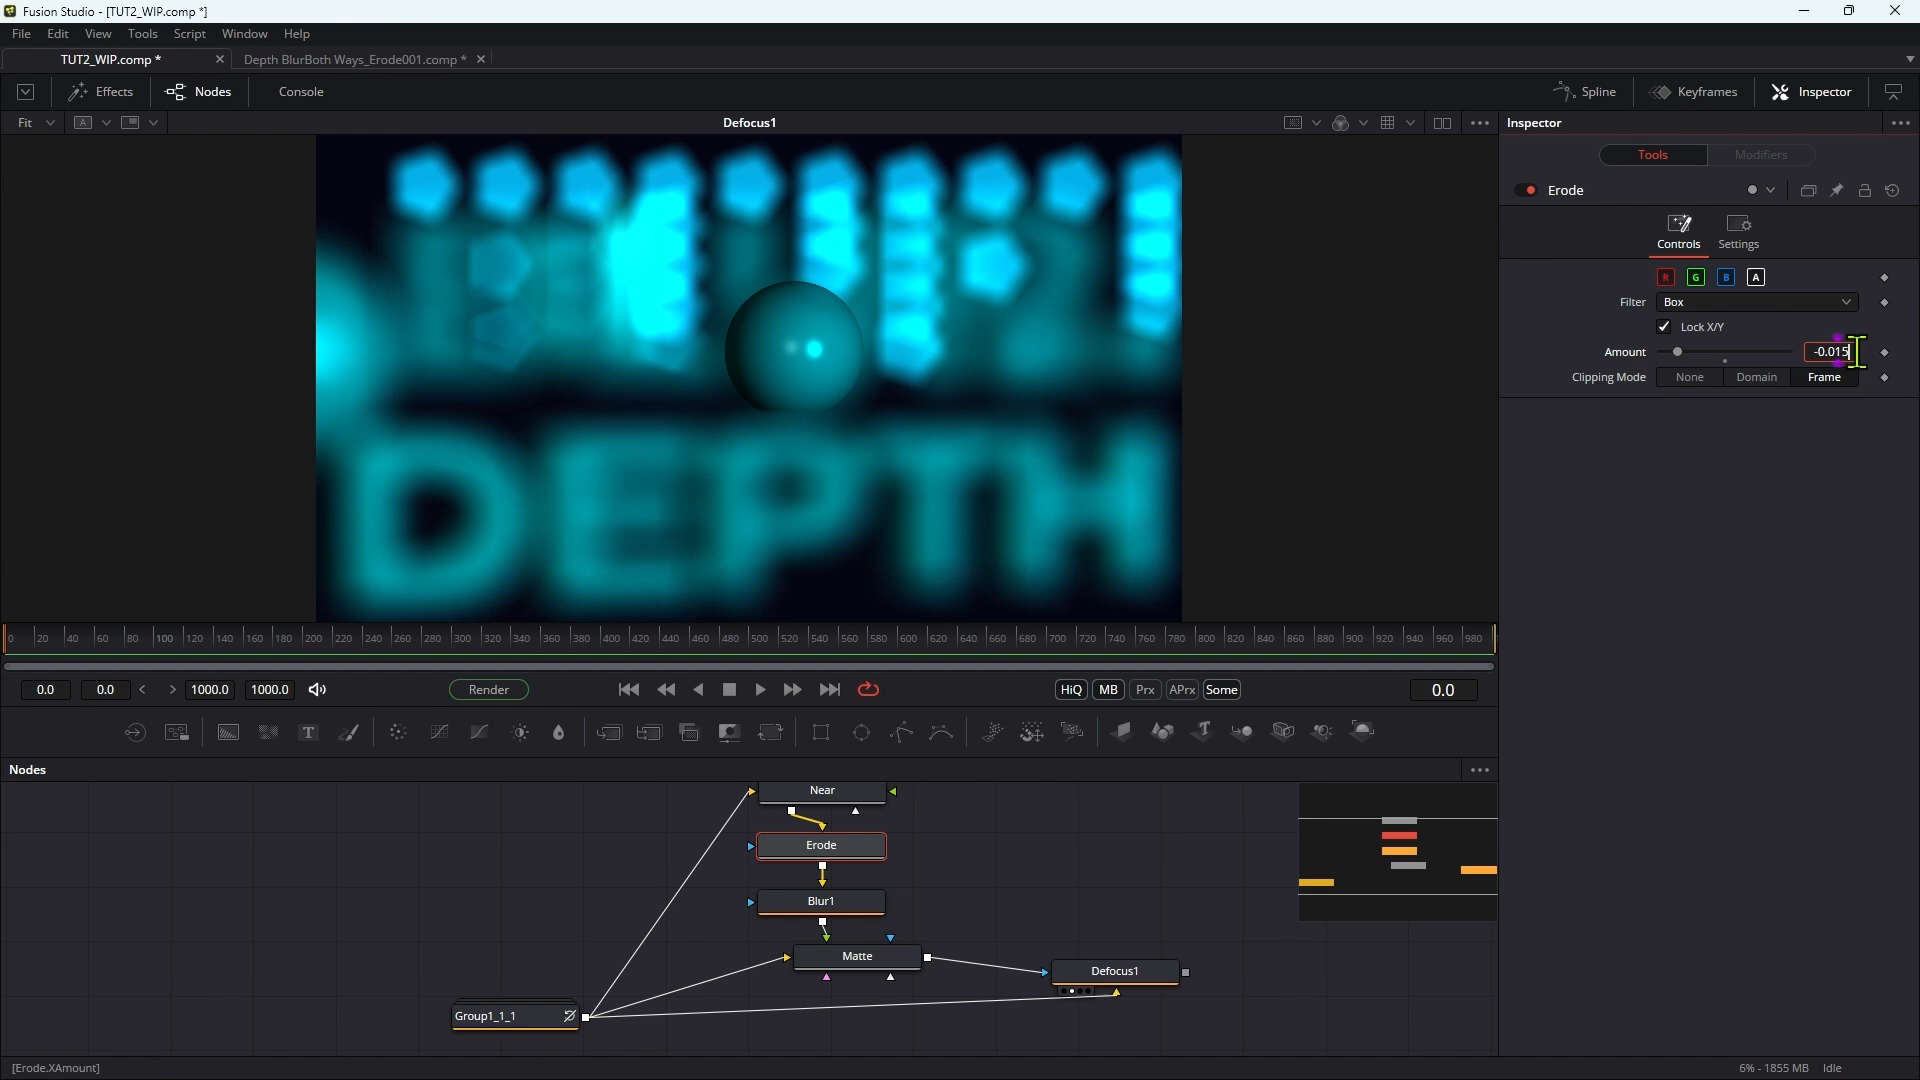 Fusion Studio - [TUT2_WIP.comp *]
File Edit View Tools Script Window Help
TUT2_WIP.comp * Depth BlurBoth Ways_Erode001.comp *
Effects Nodes Console Spline Keyframes Inspector
Fit A Defocus1 Inspector
Tools Modifiers
Erode
Controls Settings
R G B A
Filter Box
Lock X/Y
Amount -0.015
Clipping Mode None Domain Frame
DEPTH
0 20 40 60 80 100 120 140 160 180 200 220 240 260 280 300 320 340 360 380 400 420 440 460 480 500 520 540 560 580 600 620 640 660 680 700 720 740 760 780 800 820 840 860 880 900 920 940 960 980
0.0 0.0 1000.0 1000.0 Render HiQ MB Prx APrx Some 0.0
T T
Nodes
Near
Erode
Blur1
Matte
Defocus1
Group1_1_1
[Erode.XAmount] 6% - 1855 MB Idle